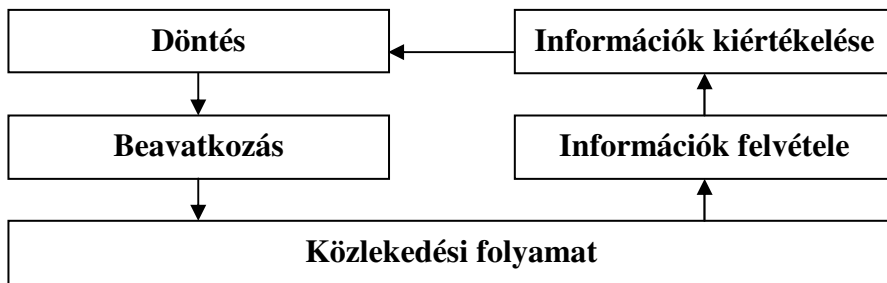 Döntés
Információk kiértékelése
Beavatkozás
Információk felvétele
Közlekedési folyamat